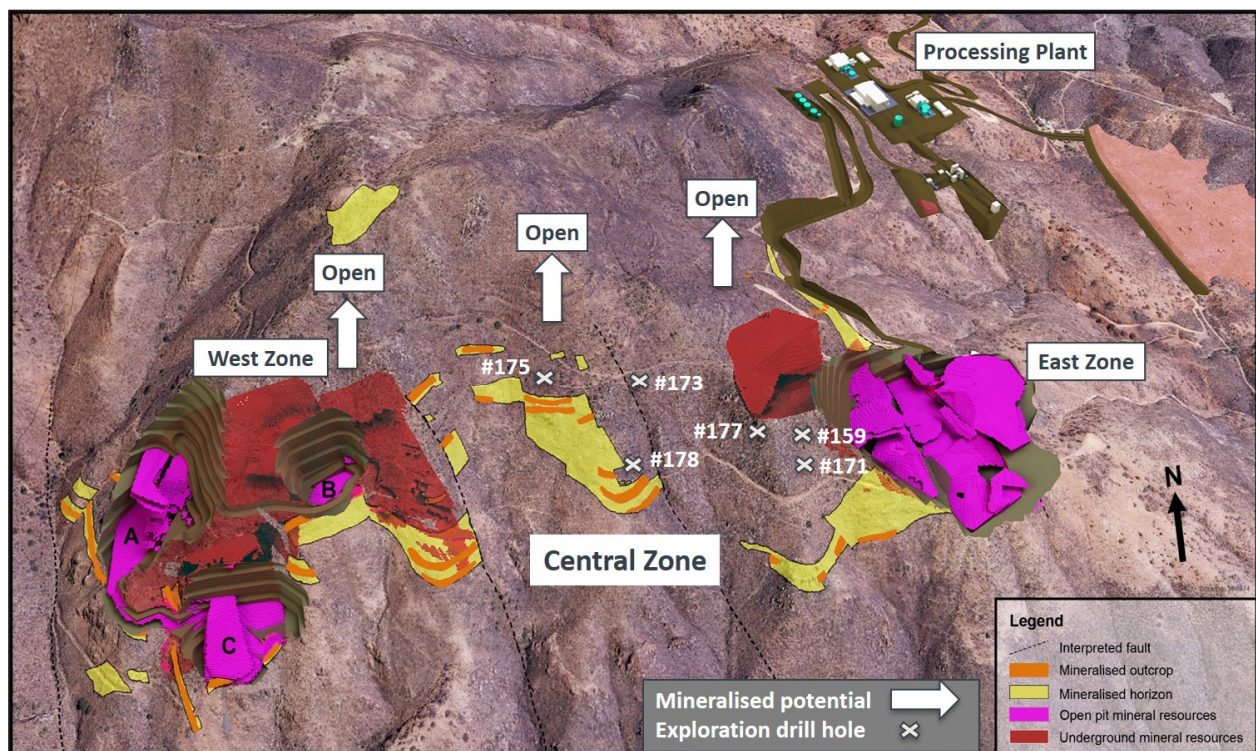 Processing Plant
Open
Open
Open
West Zone
East Zone
#175
#173
#177
#159
#178
#171
A
B
C
N
Central Zone
Legend
Interpreted fault
Mineralised outcrop
Mineralised horizon
Open pit mineral resources
Underground mineral resources
Mineralised potential
Exploration drill hole